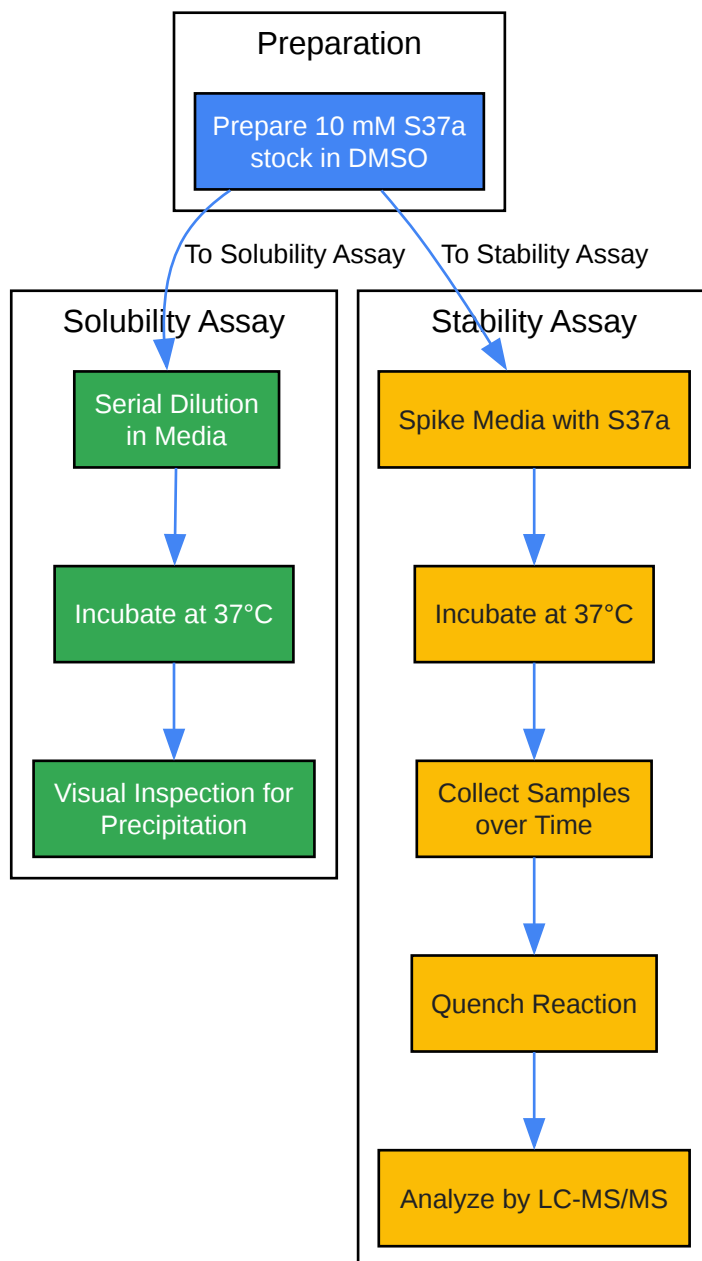 Preparation
Prepare 10 mM S37a
stock in DMSO
To Solubility Assay
To Stability Assay
Solubility Assay
Serial Dilution
in Media
Incubate at 37°C
Visual Inspection for
Precipitation
Stability Assay
Spike Media with S37a
Incubate at 37°C
Collect Samples
over Time
Quench Reaction
Analyze by LC-MS/MS